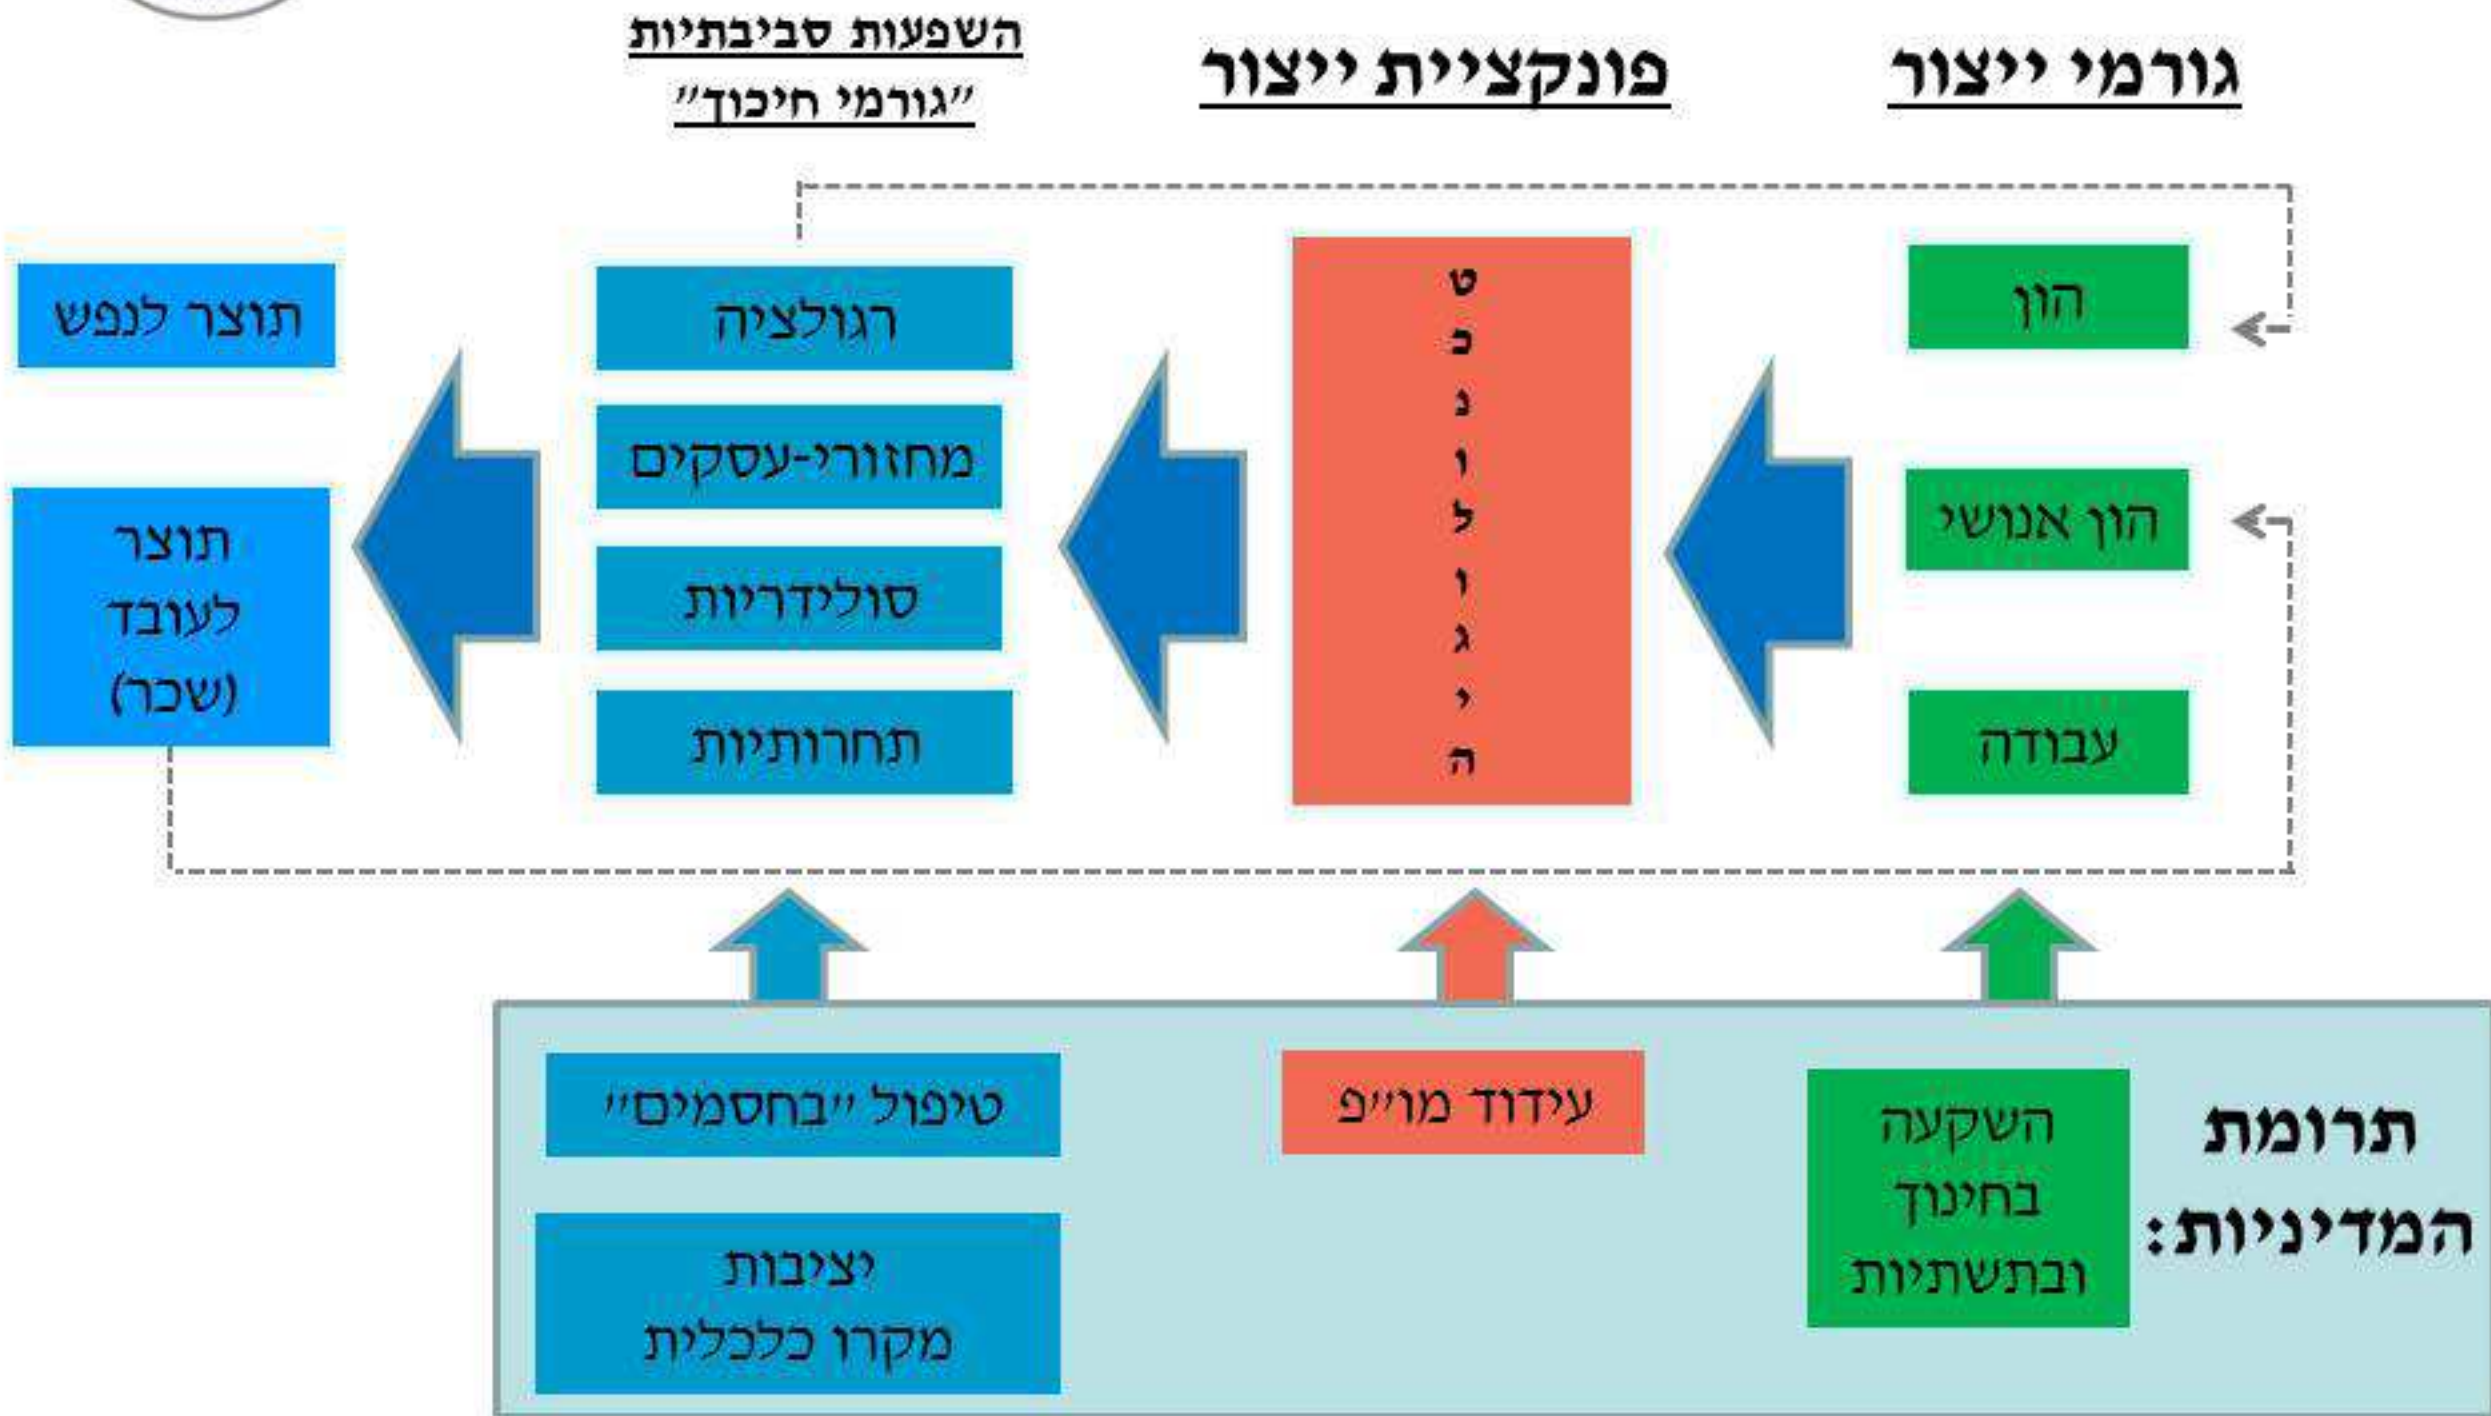 גורמי ייצור
פונקציית ייצור
השפעות סביבתיות
"גורמי חיכוך"
הון
הון אנושי
עבודה
ט
כ
נ
ו
ל
ו
ג
י
ה
רגולציה
מחזורי-עסקים
סולידריות
תחרותיות
תוצר לנפש
תוצר
לעובד
(שכר)
תרומת
המדיניות:
השקעה
בחינוך
ובתשתיות
עידוד מו"פ
טיפול "בחסמים"
יציבות
מקרו כלכלית